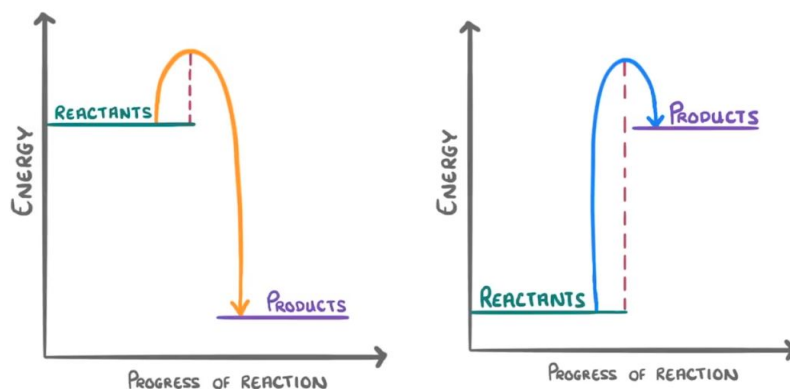 ENERGY
REACTANTS
PRODUCTS
PROGRESS OF REACTION
ENERGY
PRODUCTS
REACTANTS
PROGRESS OF REACTION